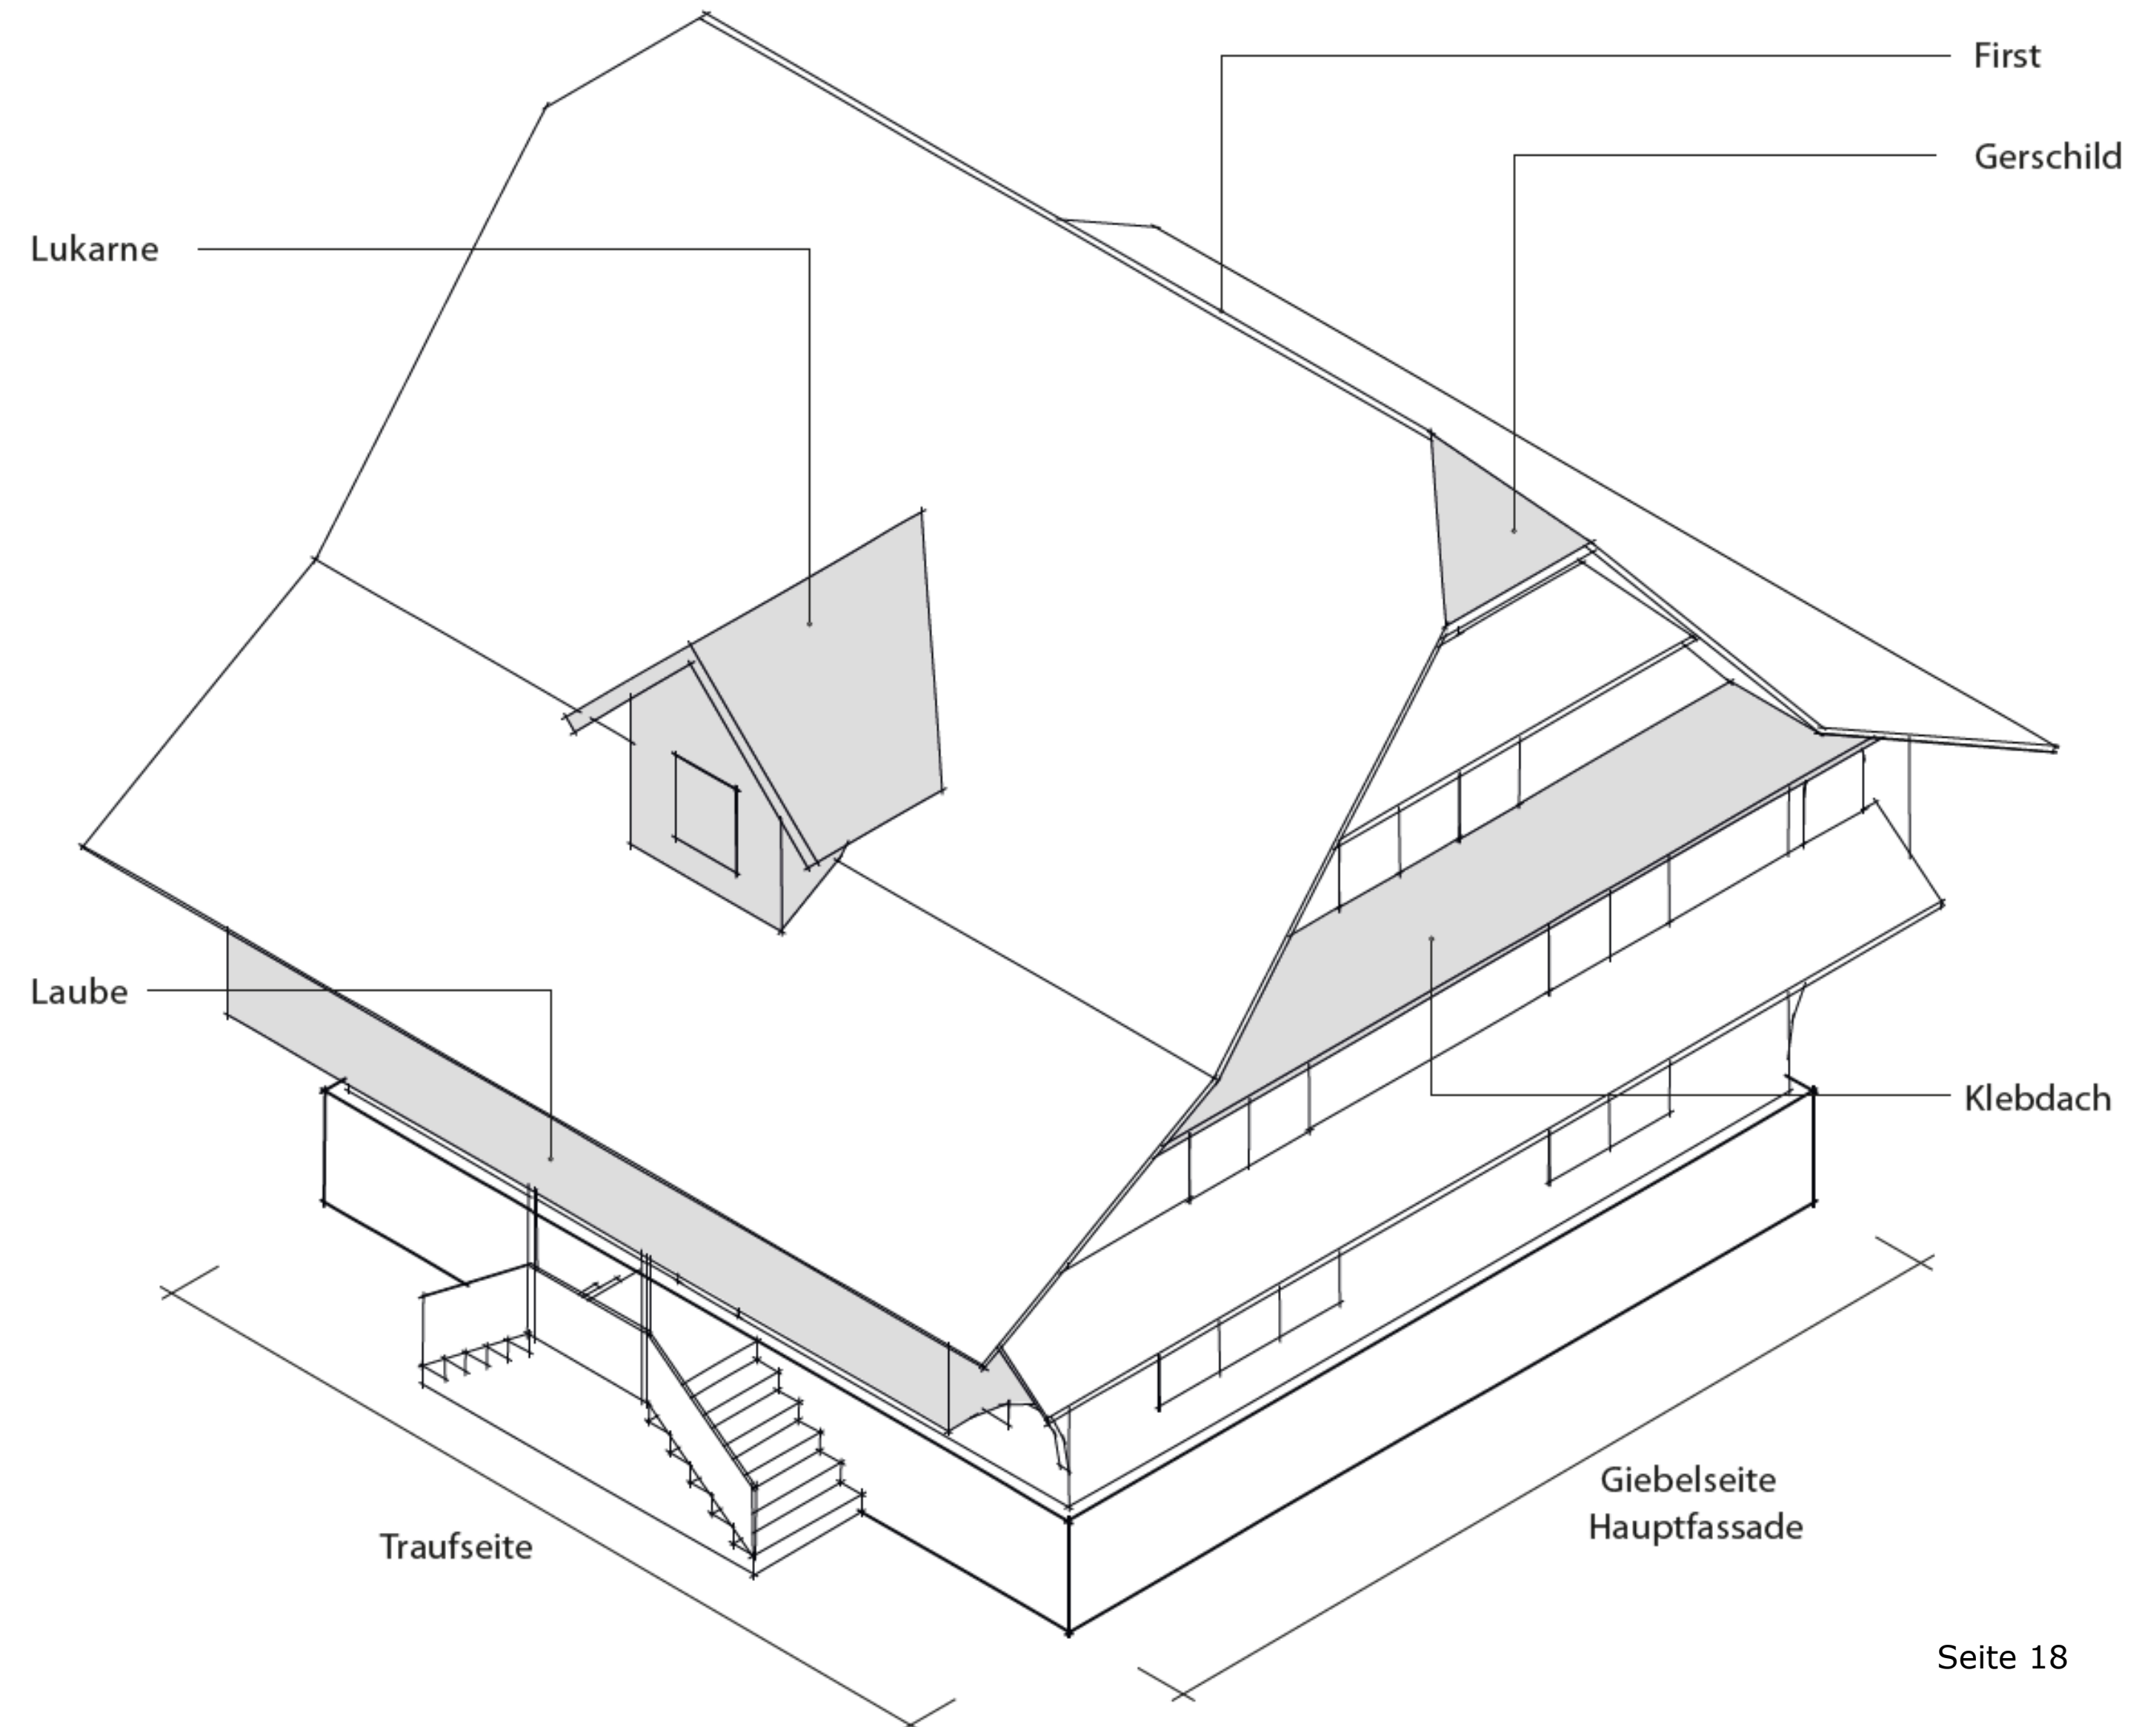 First
Gerschild
Lukarne
Laube
Klebdach
Giebelseite
Hauptfassade
Traufseite
Seite 18